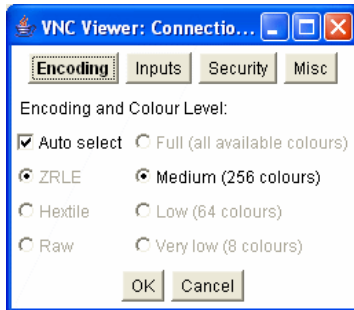 VNC Viewer: Connectio...
Encoding Inputs Security Misc
Encoding and Colour Level:
Auto select Full (all available colours)
ZRLE Medium (256 colours)
Hextile Low (64 colours)
Raw Very low (8 colours)
OK Cancel